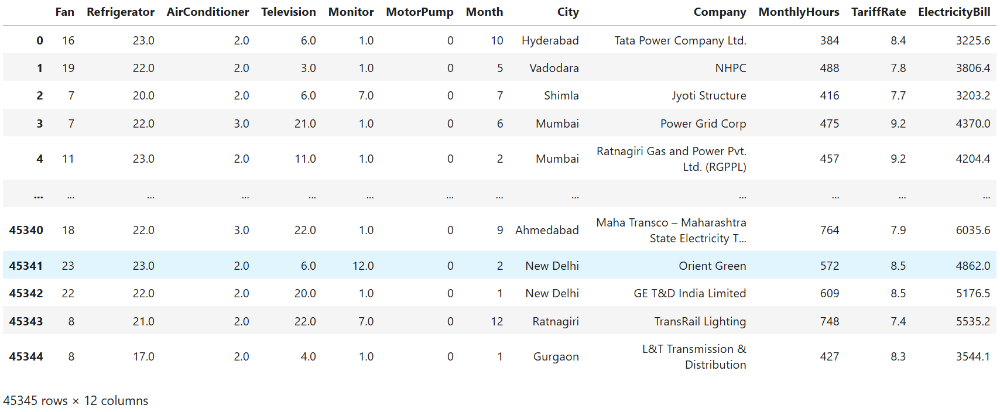 Fan Refrigerator AirConditioner Television Monitor MotorPump Month City Company MonthlyHours TariffRate ElectricityBill
0 16 23.0 2.0 6.0 1.0 0 10 Hyderabad Tata Power Company Ltd. 384 8.4 3225.6
1 19 22.0 2.0 3.0 1.0 0 5 Vadodara NHPC 488 7.8 3806.4
2 7 20.0 2.0 6.0 7.0 0 7 Shimla Jyoti Structure 416 7.7 3203.2
3 7 22.0 3.0 21.0 1.0 0 6 Mumbai Power Grid Corp 475 9.2 4370.0
4 11 23.0 2.0 11.0 1.0 0 2 Mumbai Ratnagiri Gas and Power Pvt.
Ltd. (RGPPL) 457 9.2 4204.4
... ... ... ... ... ... ... ... ... ... ... ... ...
45340 18 22.0 3.0 22.0 1.0 0 9 Ahmedabad Maha Transco – Maharashtra
State Electricity T... 764 7.9 6035.6
45341 23 23.0 2.0 6.0 12.0 0 2 New Delhi Orient Green 572 8.5 4862.0
45342 22 22.0 2.0 20.0 1.0 0 1 New Delhi GE T&D India Limited 609 8.5 5176.5
45343 8 21.0 2.0 22.0 7.0 0 12 Ratnagiri TransRail Lighting 748 7.4 5535.2
45344 8 17.0 2.0 4.0 1.0 0 1 Gurgaon L&T Transmission &
Distribution 427 8.3 3544.1
45345 rows × 12 columns